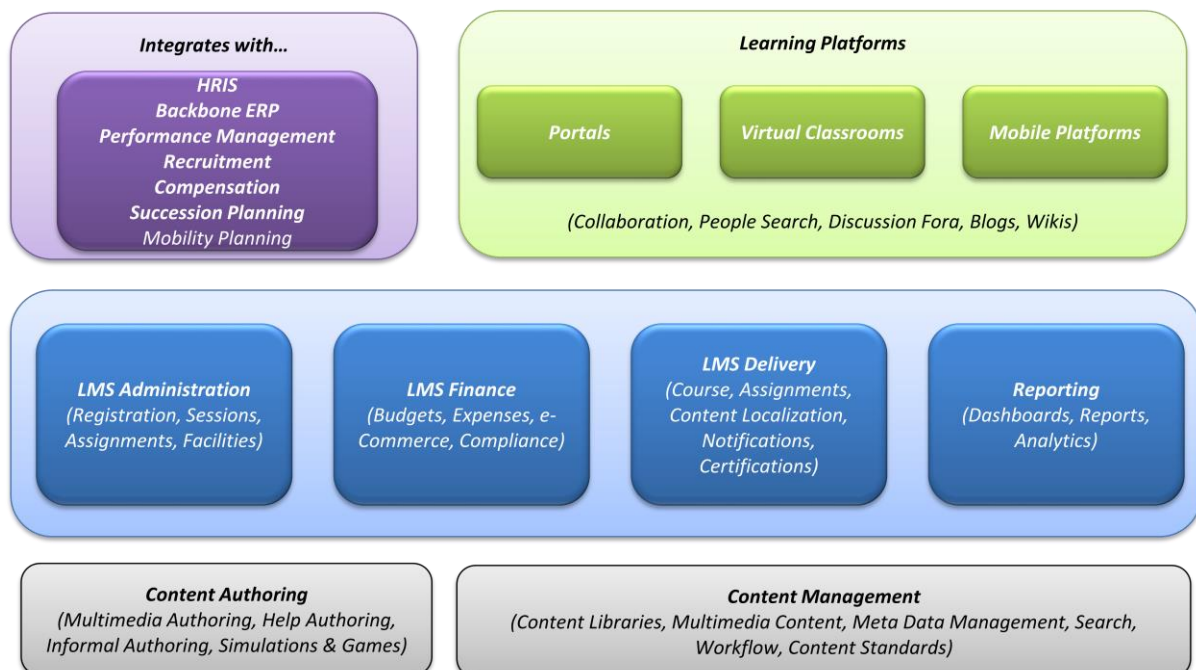 Integrates with…
HRIS
Backbone ERP
Performance Management
Recruitment
Compensation
Succession Planning
Mobility Planning
Learning Platforms
Portals
Virtual Classrooms
Mobile Platforms
(Collaboration, People Search, Discussion Fora, Blogs, Wikis)
LMS Administration
(Registration, Sessions,
Assignments, Facilities)
LMS Finance
(Budgets, Expenses, e-
Commerce, Compliance)
LMS Delivery
(Course, Assignments,
Content Localization,
Notifications,
Certifications)
Reporting
(Dashboards, Reports,
Analytics)
Content Authoring
(Multimedia Authoring, Help Authoring,
Informal Authoring, Simulations & Games)
Content Management
(Content Libraries, Multimedia Content, Meta Data Management, Search,
Workflow, Content Standards)